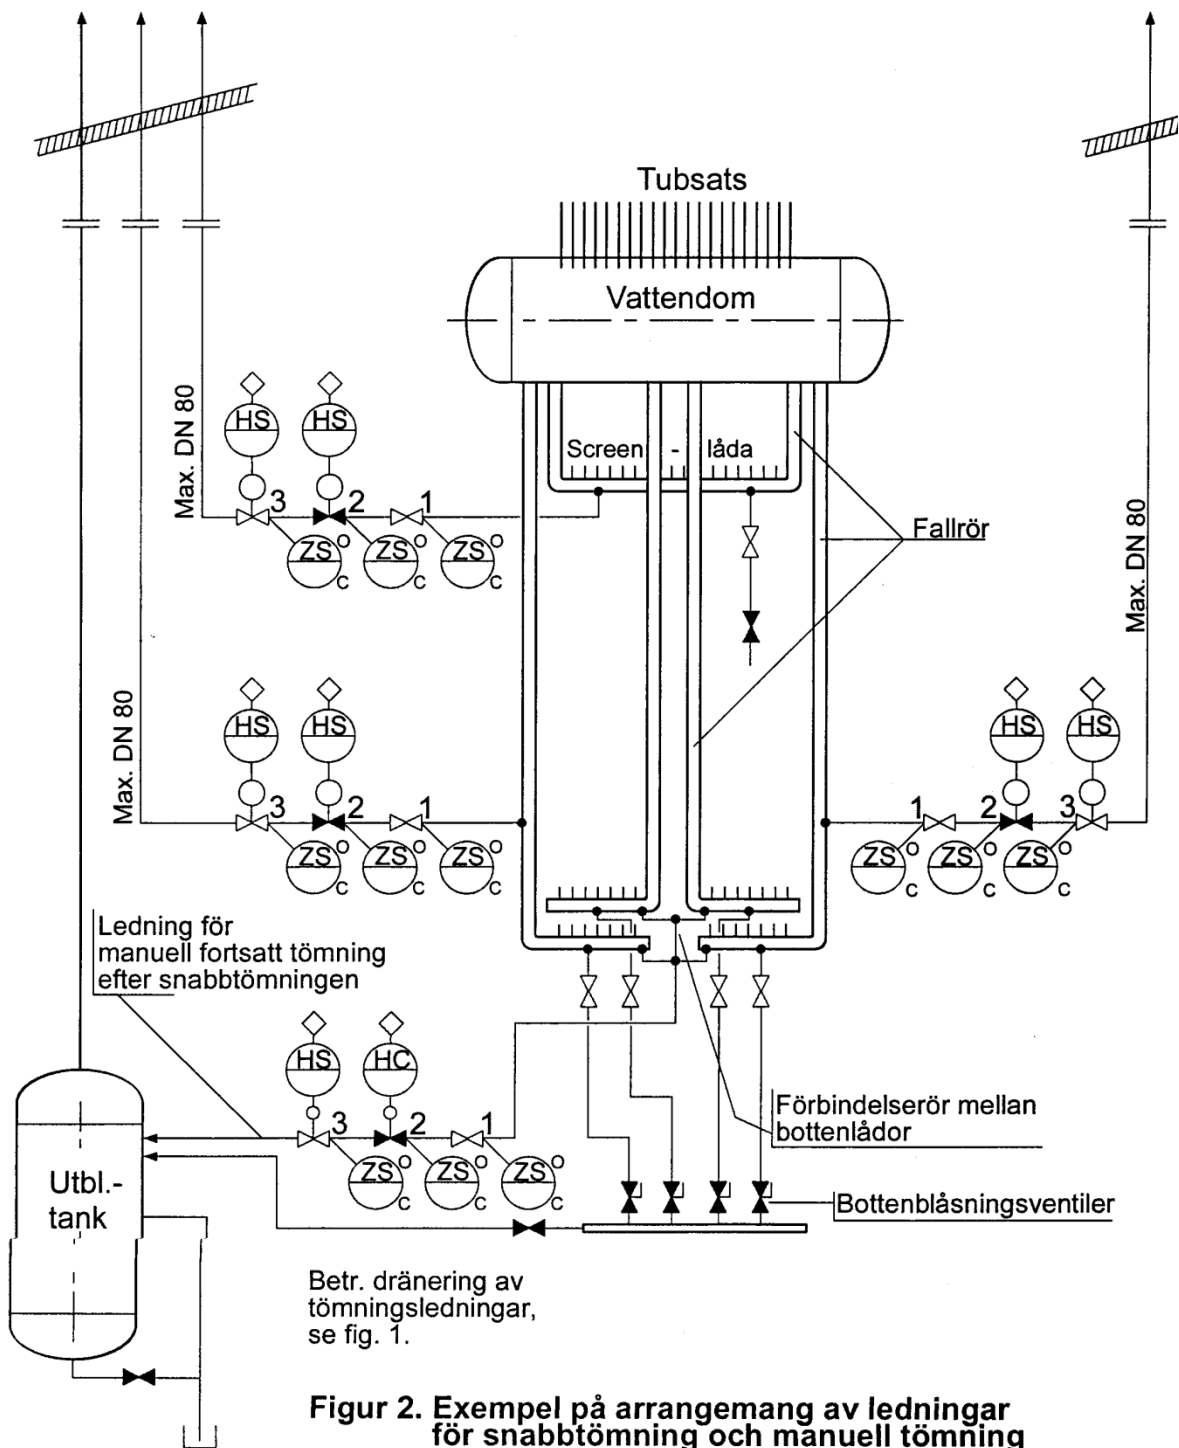 Tubsats
Vattendom
Max. DN 80
HS
HS
Screen - låda
3
2
1
ZS
O
C
ZS
O
C
ZS
O
C
Fallrör
Max. DN 80
Max. DN 80
HS
HS
3
2
1
ZS
O
C
ZS
O
C
ZS
O
C
HS
HS
1
2
3
ZS
O
C
ZS
O
C
ZS
O
C
Ledning för
manuell fortsatt tömning
efter snabbtömningen
HS
HC
3
2
1
ZS
O
C
ZS
O
C
ZS
O
C
Förbindelserör mellan
bottenlådor
Utbl.-
tank
Bottenblåsningsventiler
Betr. dränering av
tömningsledningar,
se fig. 1.
Figur 2. Exempel på arrangemang av ledningar
för snabbtömning och manuell tömning